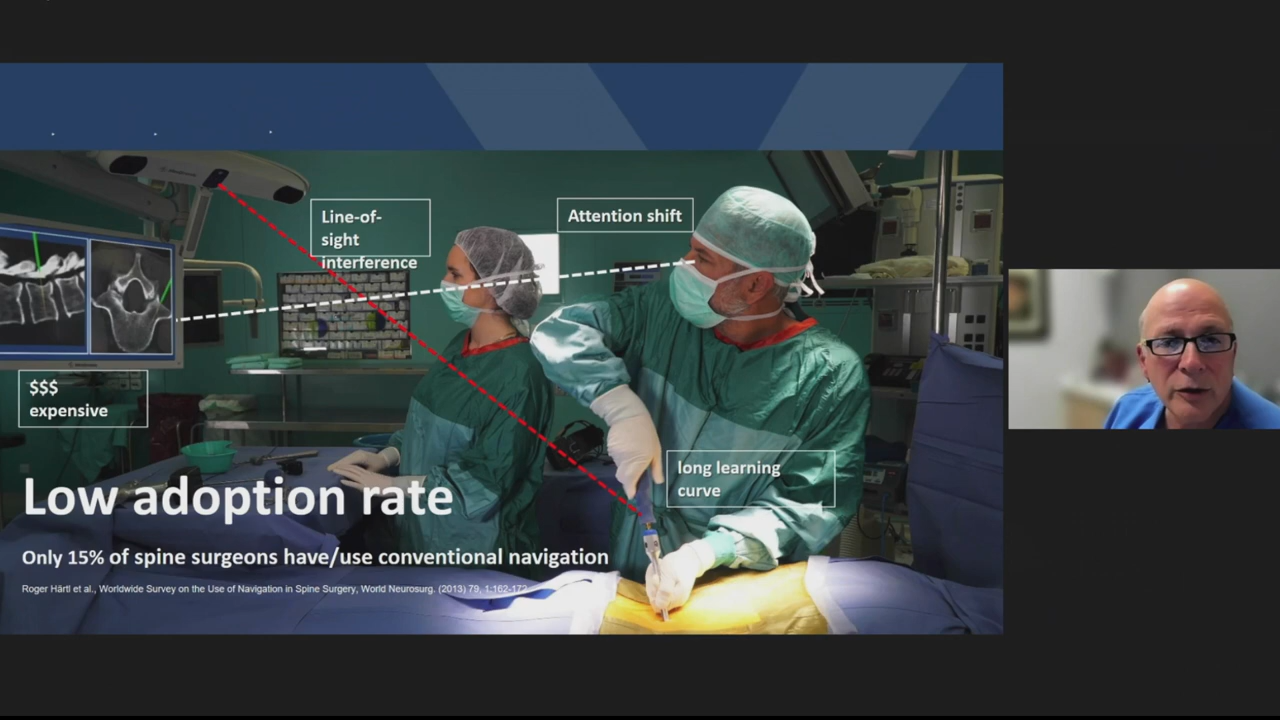 Line-of-
sight
interference
Attention shift
$$$
expensive
long learning
curve
Low adoption rate
Only 15% of spine surgeons have/use conventional navigation
Roger Härtl et al., Worldwide Survey on the Use of Navigation in Spine Surgery, World Neurosurg. (2013) 79, 1:162-172